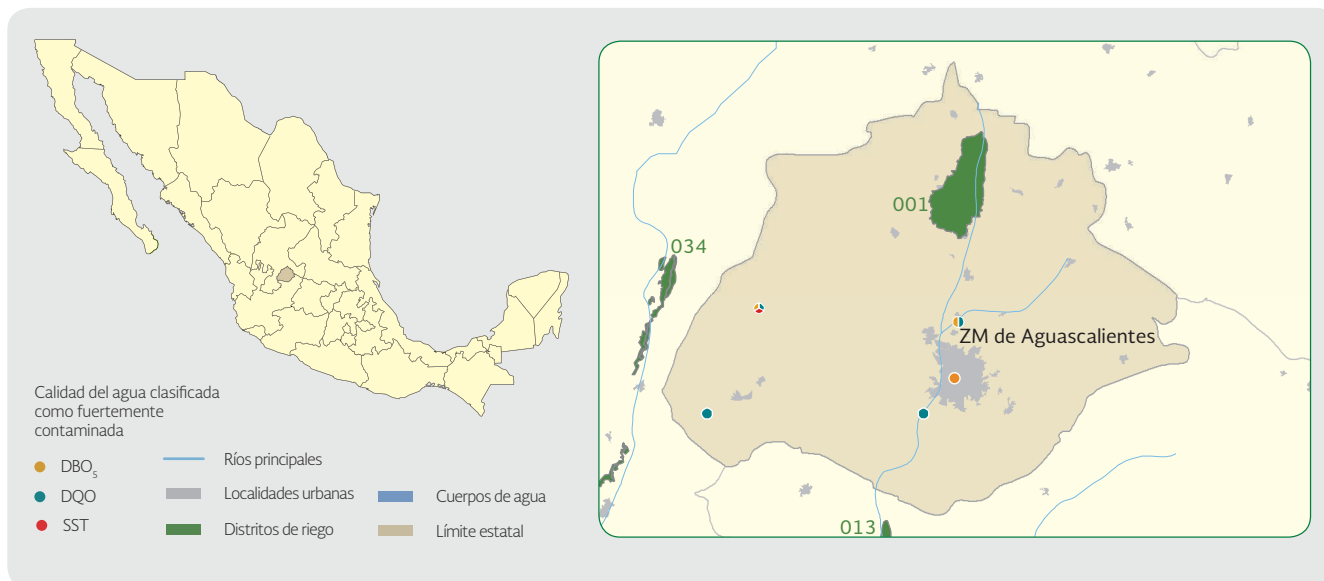 001
034
ZM de Aguascalientes
013
Calidad del agua clasificada
como fuertemente
contaminada
DBO₅
DQO
SST
Ríos principales
Localidades urbanas
Distritos de riego
Cuerpos de agua
Límite estatal